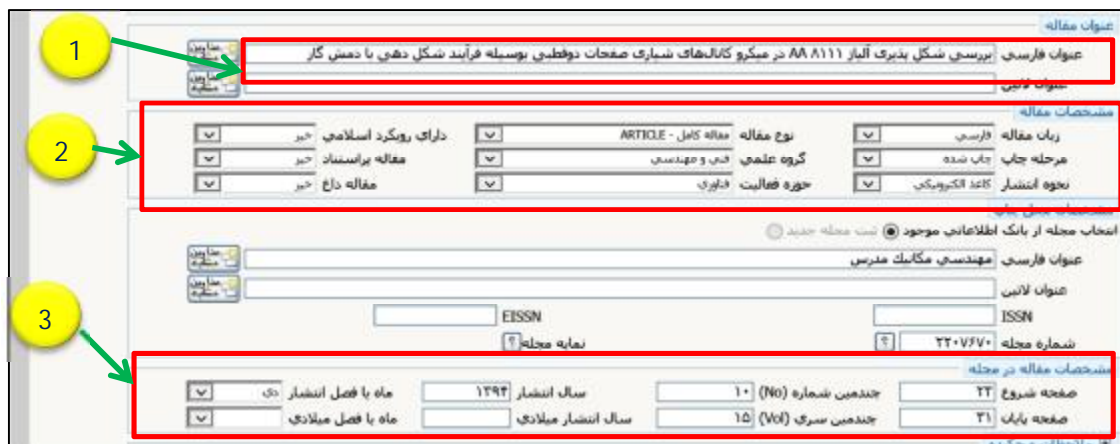 عنوان مقاله
1
عنوان فارسی بررسی شکل پذیری آلیاژ AA ۸۱۱۱ در میکرو کانال‌های شیاری صفحات دوقطبی بوسیله فرآیند شکل دهی با دمش گاز
عناوین مشابه
عنوان لاتین
2
مشخصات مقاله
زبان مقاله فارسی نوع مقاله مقاله کامل - ARTICLE دارای رویکرد اسلامی خیر
مرحله چاپ چاپ شده گروه علمی فنی و مهندسی مقاله پراستناد خیر
نحوه انتشار کاغذ الکترونیکی حوزه فعالیت فناوری مقاله داغ خیر
مشخصات محل چاپ
انتخاب مجله از بانک اطلاعاتی موجود ثبت مجله جدید
عنوان فارسی مهندسی مکانیک مدرس
عنوان لاتین
ISSN EISSN
شماره مجله ۲۲۰۷۶۷۰ ? نمایه مجله ?
3
مشخصات مقاله در مجله
صفحه شروع ۲۳ چندمین شماره (No) ۱۰ سال انتشار ۱۳۹۴ ماه یا فصل انتشار دی
صفحه پایان ۳۱ چندمین سری (Vol) ۱۵ سال انتشار میلادی ماه یا فصل میلادی